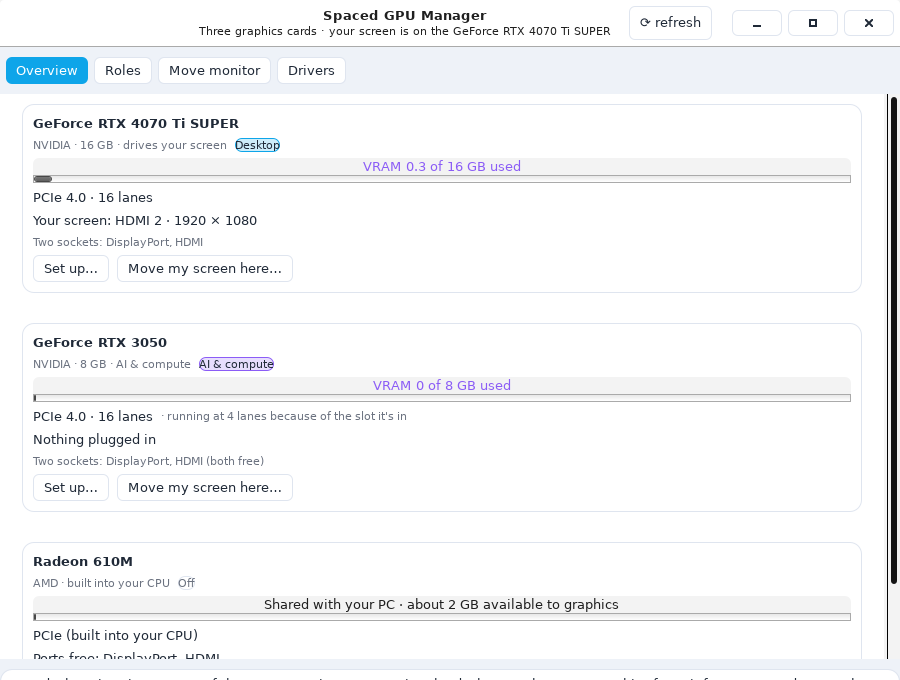 Spaced GPU Manager
Three graphics cards · your screen is on the GeForce RTX 4070 Ti SUPER
⟳ refresh
Overview
Roles
Move monitor
Drivers
GeForce RTX 4070 Ti SUPER
NVIDIA · 16 GB · drives your screen Desktop
VRAM 0.3 of 16 GB used
PCIe 4.0 · 16 lanes
Your screen: HDMI 2 · 1920 × 1080
Two sockets: DisplayPort, HDMI
Set up...
Move my screen here...
GeForce RTX 3050
NVIDIA · 8 GB · AI & compute AI & compute
VRAM 0 of 8 GB used
PCIe 4.0 · 16 lanes · running at 4 lanes because of the slot it's in
Nothing plugged in
Two sockets: DisplayPort, HDMI (both free)
Set up...
Move my screen here...
Radeon 610M
AMD · built into your CPU Off
Shared with your PC · about 2 GB available to graphics
PCIe (built into your CPU)
Ports free: DisplayPort, HDMI